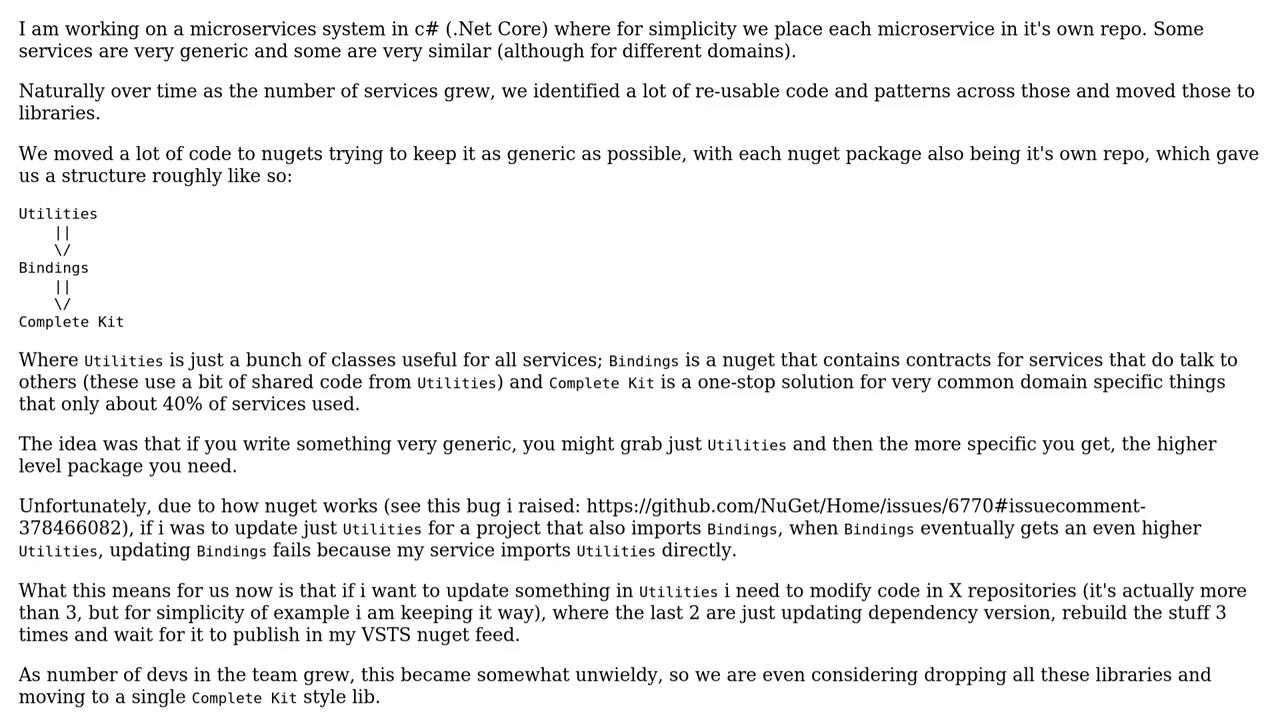 I am working on a microservices system in c# (.Net Core) where for simplicity we place each microservice in it's own repo. Some
services are very generic and some are very similar (although for different domains).
Naturally over time as the number of services grew, we identified a lot of re-usable code and patterns across those and moved those to
libraries.
We moved a lot of code to nugets trying to keep it as generic as possible, with each nuget package also being it's own repo, which gave
us a structure roughly like so:
Utilities
||
\/
Bindings
||
\/
Complete Kit
Where Utilities is just a bunch of classes useful for all services; Bindings is a nuget that contains contracts for services that do talk to
others (these use a bit of shared code from Utilities) and Complete Kit is a one-stop solution for very common domain specific things
that only about 40% of services used.
The idea was that if you write something very generic, you might grab just Utilities and then the more specific you get, the higher
level package you need.
Unfortunately, due to how nuget works (see this bug i raised: https://github.com/NuGet/Home/issues/6770#issuecomment-
378466082), if i was to update just Utilities for a project that also imports Bindings, when Bindings eventually gets an even higher
Utilities, updating Bindings fails because my service imports Utilities directly.
What this means for us now is that if i want to update something in Utilities i need to modify code in X repositories (it's actually more
than 3, but for simplicity of example i am keeping it way), where the last 2 are just updating dependency version, rebuild the stuff 3
times and wait for it to publish in my VSTS nuget feed.
As number of devs in the team grew, this became somewhat unwieldy, so we are even considering dropping all these libraries and
moving to a single Complete Kit style lib.